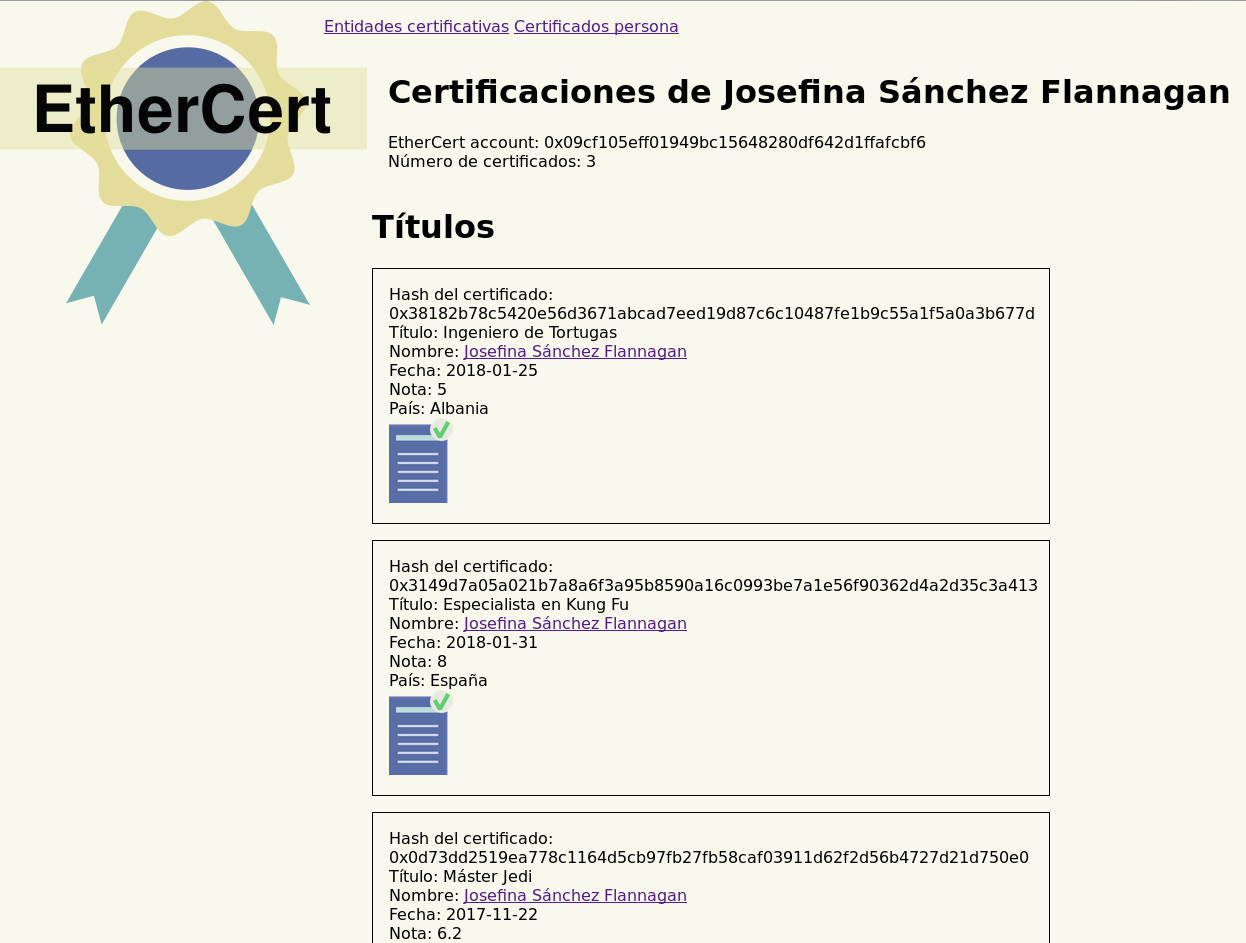 Entidades certificativas Certificados persona
EtherCert
Certificaciones de Josefina Sánchez Flannagan
EtherCert account: 0x09cf105eff01949bc15648280df642d1ffafcbf6
Número de certificados: 3
Títulos
Hash del certificado:
0x38182b78c5420e56d3671abcad7eed19d87c6c10487fe1b9c55a1f5a0a3b677d
Título: Ingeniero de Tortugas
Nombre: Josefina Sánchez Flannagan
Fecha: 2018-01-25
Nota: 5
País: Albania
Hash del certificado:
0x3149d7a05a021b7a8a6f3a95b8590a16c0993be7a1e56f90362d4a2d35c3a413
Título: Especialista en Kung Fu
Nombre: Josefina Sánchez Flannagan
Fecha: 2018-01-31
Nota: 8
País: España
Hash del certificado:
0x0d73dd2519ea778c1164d5cb97fb27fb58caf03911d62f2d56b4727d21d750e0
Título: Máster Jedi
Nombre: Josefina Sánchez Flannagan
Fecha: 2017-11-22
Nota: 6.2